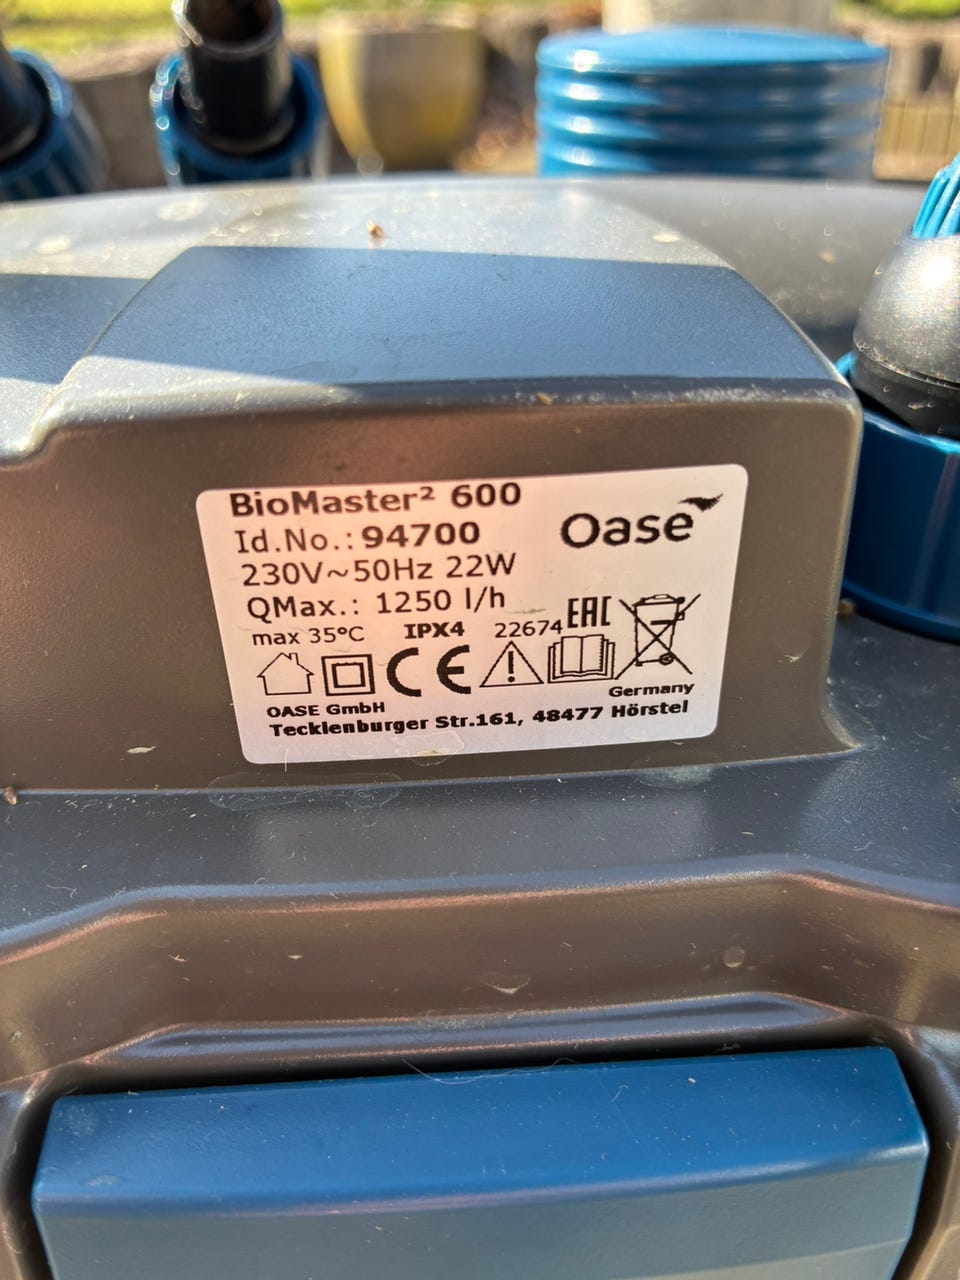 BioMaster² 600
Oase
Id.No.: 94700
230V~50Hz 22W
QMax.: 1250 l/h
max 35°C IPX4 22674 EAC
CE
Germany
OASE GmbH
Tecklenburger Str.161, 48477 Hörstel